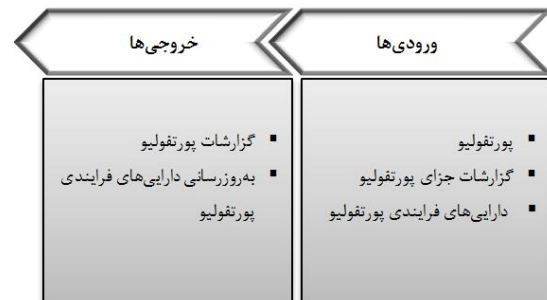 ورودی‌ها
پورتفولیو
گزارشات جزای پورتفولیو
دارایی‌های فرایندی پورتفولیو
خروجی‌ها
گزارشات پورتفولیو
به‌روزرسانی دارایی‌های فرایندی
پورتفولیو